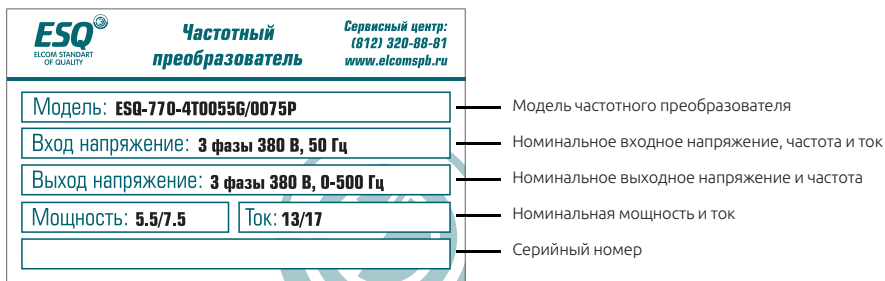 ESQ®
ELCOM STANDART
OF QUALITY
Частотный
преобразователь
Сервисный центр:
(812) 320-88-81
www.elcomspb.ru
Модель: ESQ-770-4T0055G/0075P
Модель частотного преобразователя
Вход напряжение: 3 фазы 380 В, 50 Гц
Номинальное входное напряжение, частота и ток
Выход напряжение: 3 фазы 380 В, 0-500 Гц
Номинальное выходное напряжение и частота
Мощность: 5.5/7.5
Ток: 13/17
Номинальная мощность и ток
Серийный номер